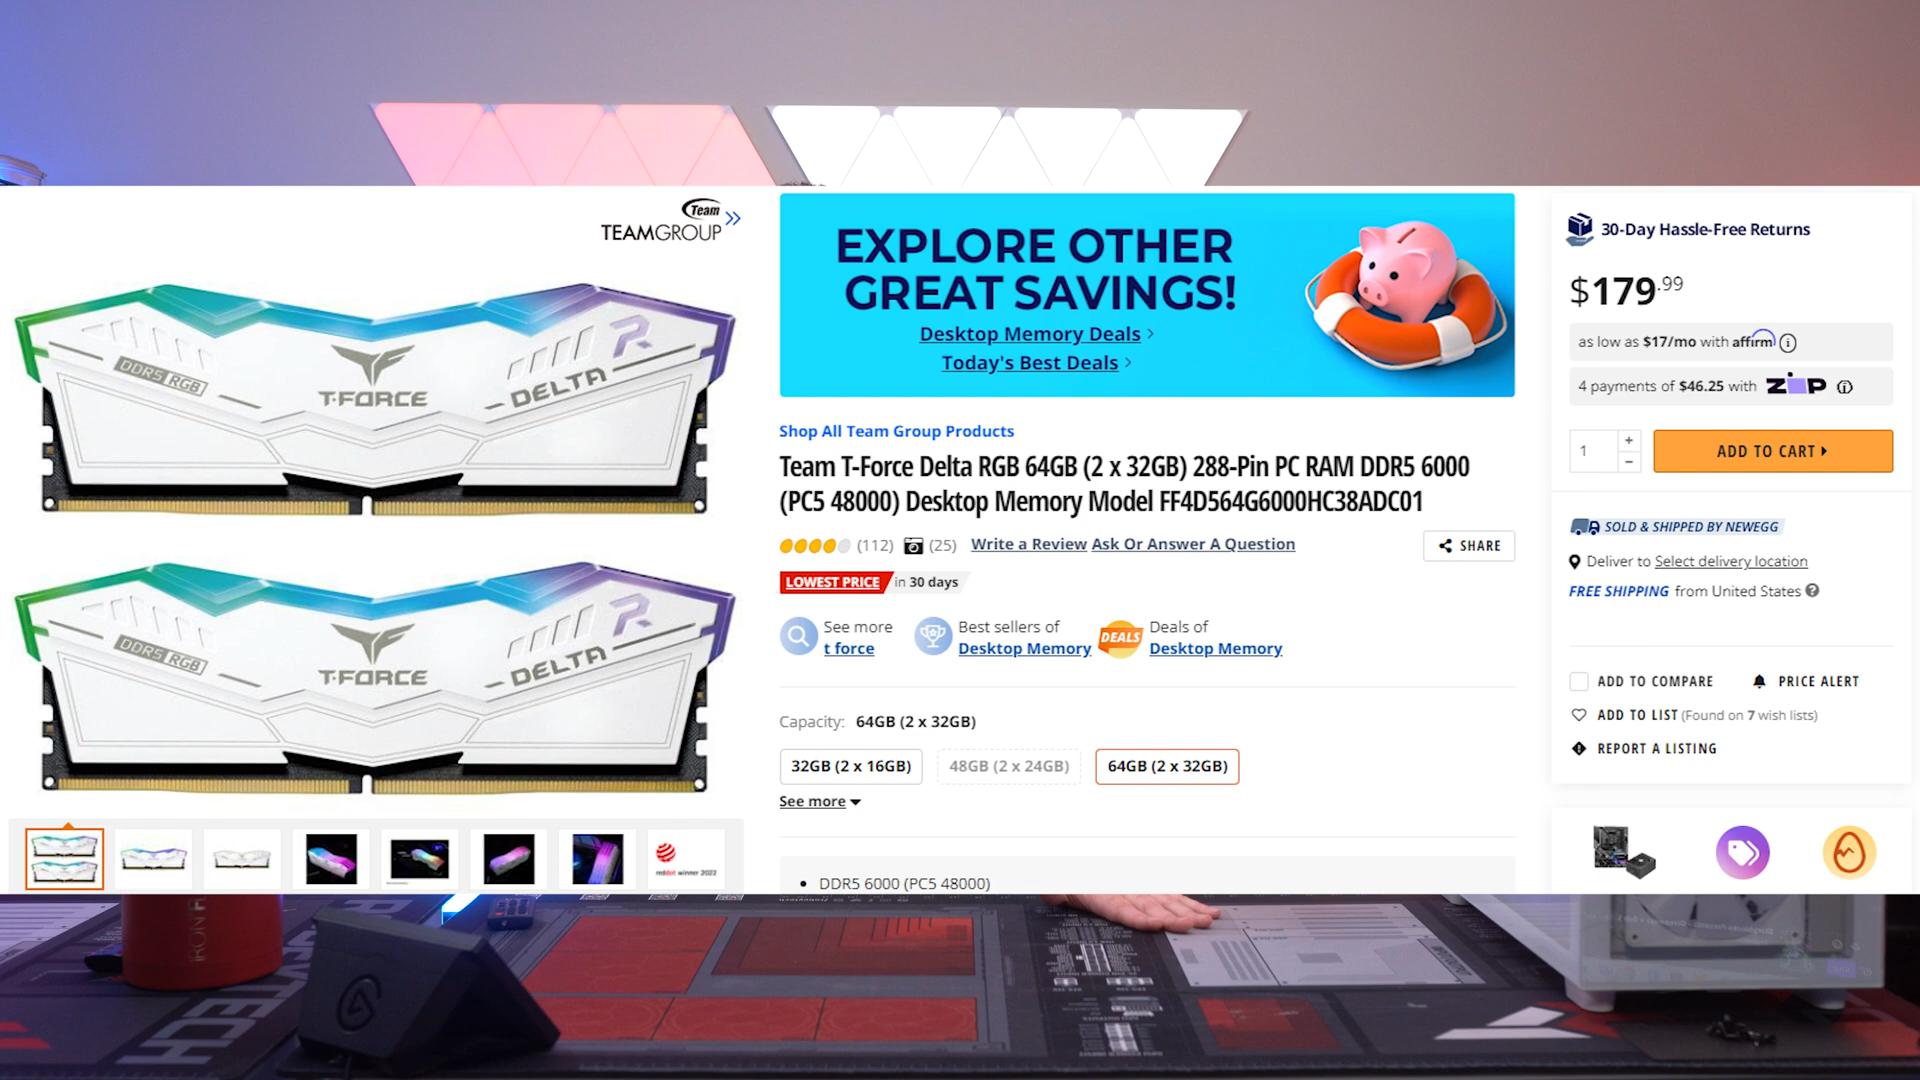 Team
TEAMGROUP
DDR5 RGB
T-FORCE
DELTA
R
DDR5 RGB
T-FORCE
DELTA
R
reddot winner 2022
EXPLORE OTHER
GREAT SAVINGS!
Desktop Memory Deals
Today's Best Deals
Shop All Team Group Products
Team T-Force Delta RGB 64GB (2 x 32GB) 288-Pin PC RAM DDR5 6000
(PC5 48000) Desktop Memory Model FF4D564G6000HC38ADC01
(112) (25) Write a Review Ask Or Answer A Question
SHARE
LOWEST PRICE in 30 days
See more
t force
Best sellers of
Desktop Memory
DEALS
Deals of
Desktop Memory
Capacity: 64GB (2 x 32GB)
32GB (2 x 16GB) 48GB (2 x 24GB) 64GB (2 x 32GB)
See more
• DDR5 6000 (PC5 48000)
30-Day Hassle-Free Returns
$179.99
as low as $17/mo with affirm
4 payments of $46.25 with ZIP
1 + −
ADD TO CART
SOLD & SHIPPED BY NEWEGG
Deliver to Select delivery location
FREE SHIPPING from United States
ADD TO COMPARE
PRICE ALERT
ADD TO LIST (Found on 7 wish lists)
REPORT A LISTING